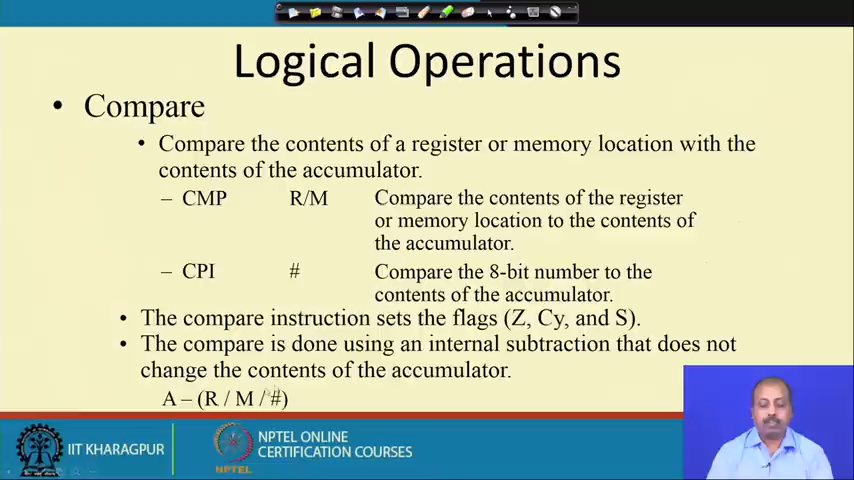 Logical Operations
• Compare
• Compare the contents of a register or memory location with the
contents of the accumulator.
– CMP R/M Compare the contents of the register
or memory location to the contents of
the accumulator.
– CPI # Compare the 8-bit number to the
contents of the accumulator.
• The compare instruction sets the flags (Z, Cy, and S).
• The compare is done using an internal subtraction that does not
change the contents of the accumulator.
A – (R / M / #)
IIT KHARAGPUR
NPTEL
NPTEL ONLINE
CERTIFICATION COURSES